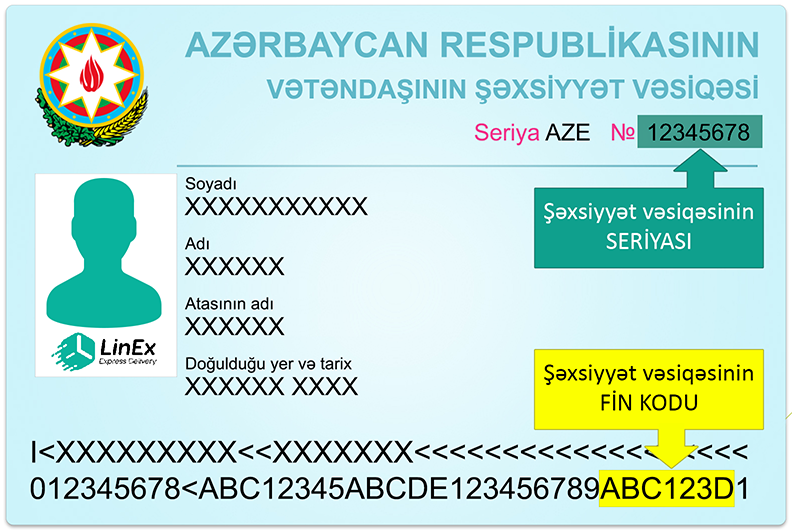 AZƏRBAYCAN RESPUBLİKASININ
VƏTƏNDAŞININ ŞƏXSİYYƏT VƏSİQƏSİ
Seriya AZE № 12345678
Şəxsiyyət vəsiqəsinin
SERİYASI
Soyadı
XXXXXXXXXXX
Adı
XXXXXX
Atasının adı
XXXXXX
Doğulduğu yer və tarix
XXXXXX XXXX
LinEx
Express Delivery
Şəxsiyyət vəsiqəsinin
FİN KODU
I<XXXXXXXXX<<XXXXXXX<<<<<<<<<<<<<<<<<<<
012345678<ABC12345ABCDE123456789ABC123D1